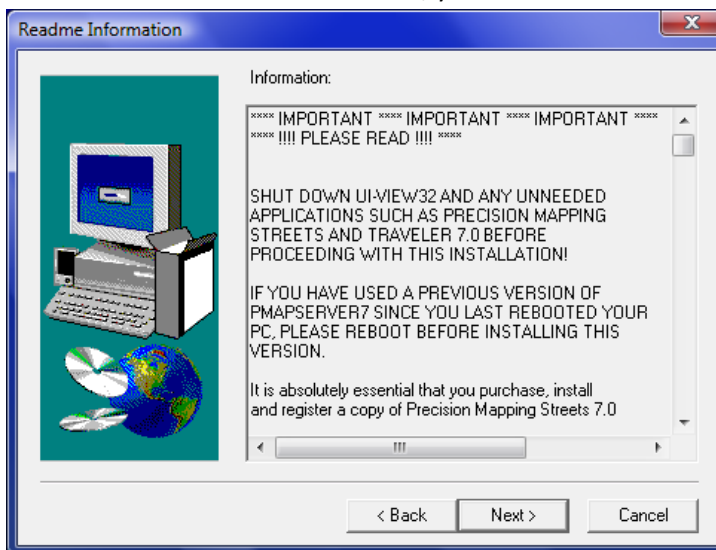 Readme Information
Information:
**** IMPORTANT **** IMPORTANT **** IMPORTANT ****
**** !!!! PLEASE READ !!!! ****
SHUT DOWN UI-VIEW32 AND ANY UNNEEDED
APPLICATIONS SUCH AS PRECISION MAPPING
STREETS AND TRAVELER 7.0 BEFORE
PROCEEDING WITH THIS INSTALLATION!
IF YOU HAVE USED A PREVIOUS VERSION OF
PMAPSERVER7 SINCE YOU LAST REBOOTED YOUR
PC, PLEASE REBOOT BEFORE INSTALLING THIS
VERSION.
It is absolutely essential that you purchase, install
and register a copy of Precision Mapping Streets 7.0
< Back
Next >
Cancel